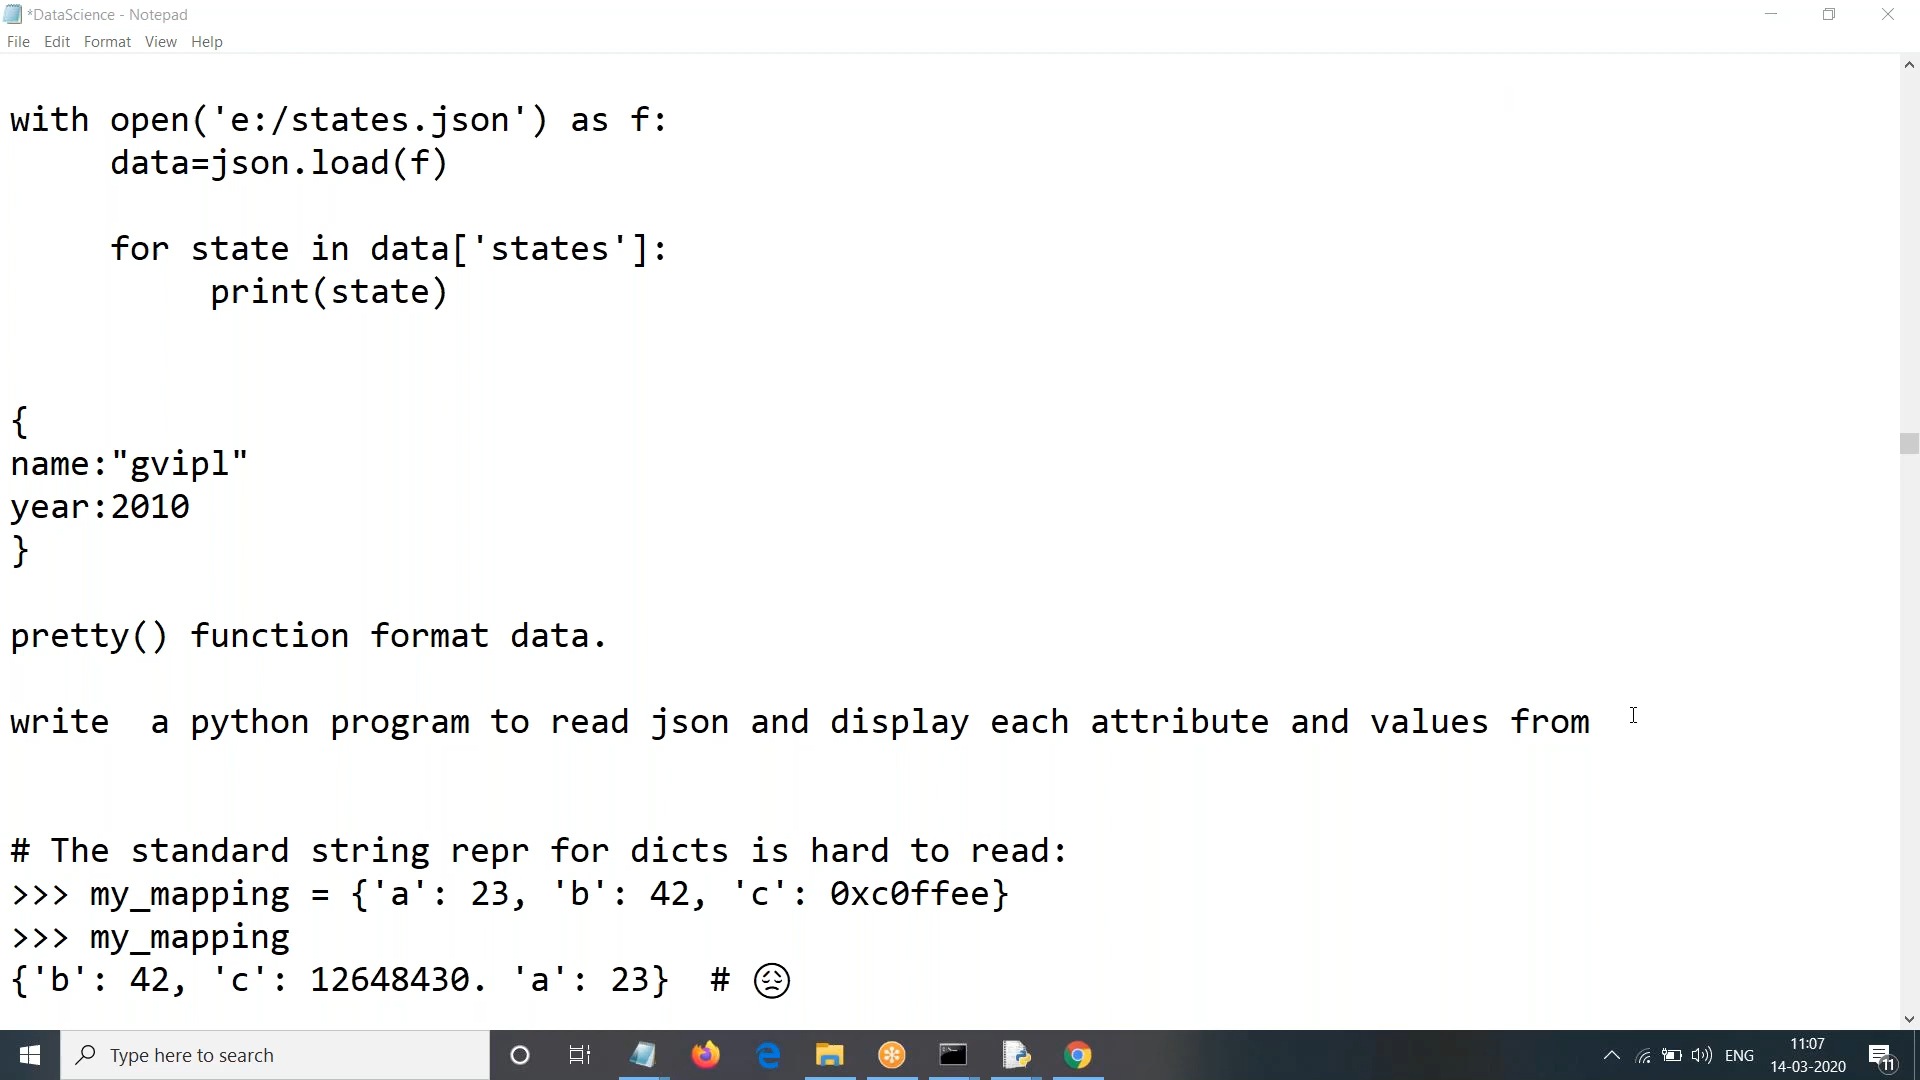 *DataScience - Notepad
File Edit Format View Help
with open('e:/states.json') as f:
     data=json.load(f)
     for state in data['states']:
          print(state)
{
name:"gvipl"
year:2010
}
pretty() function format data.
write  a python program to read json and display each attribute and values from
# The standard string repr for dicts is hard to read:
>>> my_mapping = {'a': 23, 'b': 42, 'c': 0xc0ffee}
>>> my_mapping
{'b': 42, 'c': 12648430. 'a': 23}  # 😞
Type here to search
ENG
11:07
14-03-2020
11